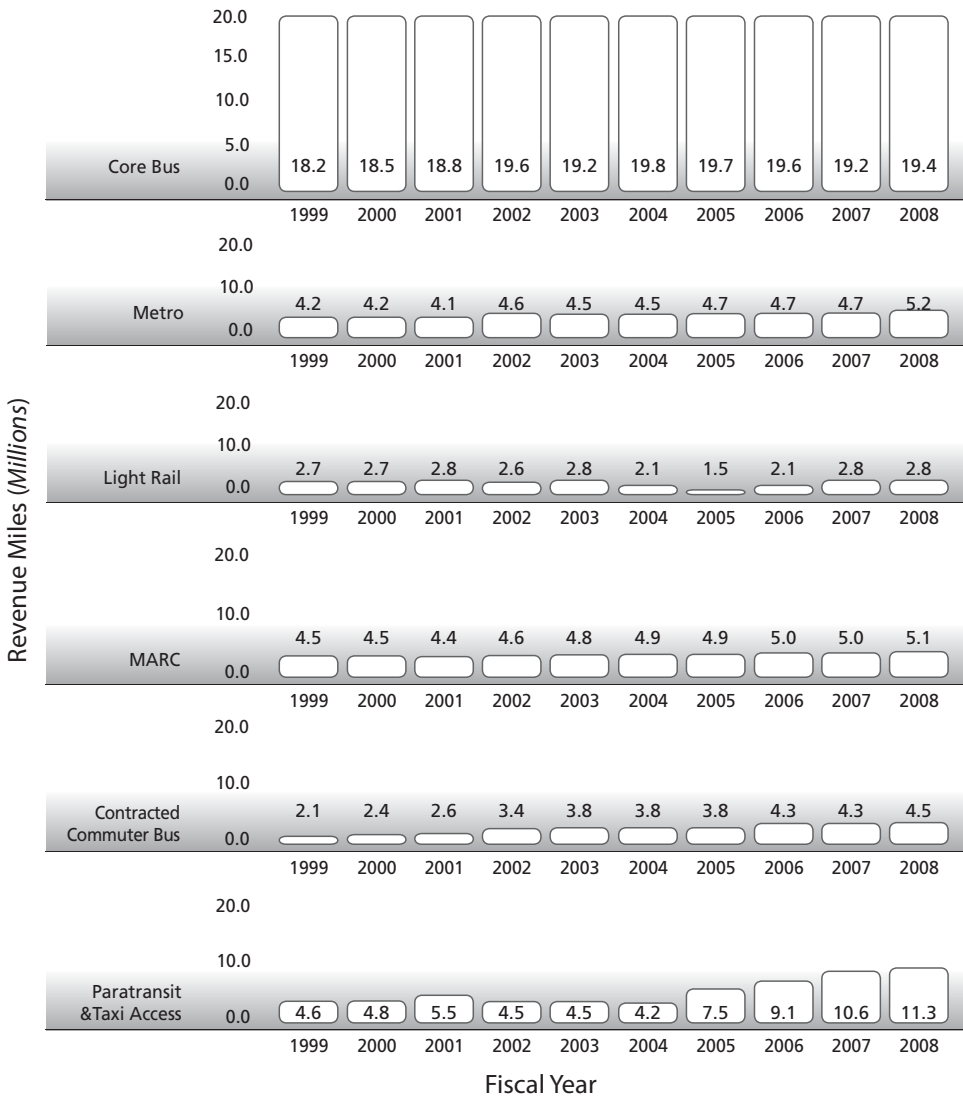 20.0
15.0
10.0
5.0
Core Bus
0.0
18.2 18.5 18.8 19.6 19.2 19.8 19.7 19.6 19.2 19.4
1999 2000 2001 2002 2003 2004 2005 2006 2007 2008
20.0
10.0
Metro
0.0
4.2 4.2 4.1 4.6 4.5 4.5 4.7 4.7 4.7 5.2
1999 2000 2001 2002 2003 2004 2005 2006 2007 2008
Revenue Miles (Millions)
20.0
10.0
Light Rail
0.0
2.7 2.7 2.8 2.6 2.8 2.1 1.5 2.1 2.8 2.8
1999 2000 2001 2002 2003 2004 2005 2006 2007 2008
20.0
10.0
MARC
0.0
4.5 4.5 4.4 4.6 4.8 4.9 4.9 5.0 5.0 5.1
1999 2000 2001 2002 2003 2004 2005 2006 2007 2008
20.0
10.0
Contracted
Commuter Bus
0.0
2.1 2.4 2.6 3.4 3.8 3.8 3.8 4.3 4.3 4.5
1999 2000 2001 2002 2003 2004 2005 2006 2007 2008
20.0
10.0
Paratransit
&Taxi Access
0.0
4.6 4.8 5.5 4.5 4.5 4.2 7.5 9.1 10.6 11.3
1999 2000 2001 2002 2003 2004 2005 2006 2007 2008
Fiscal Year